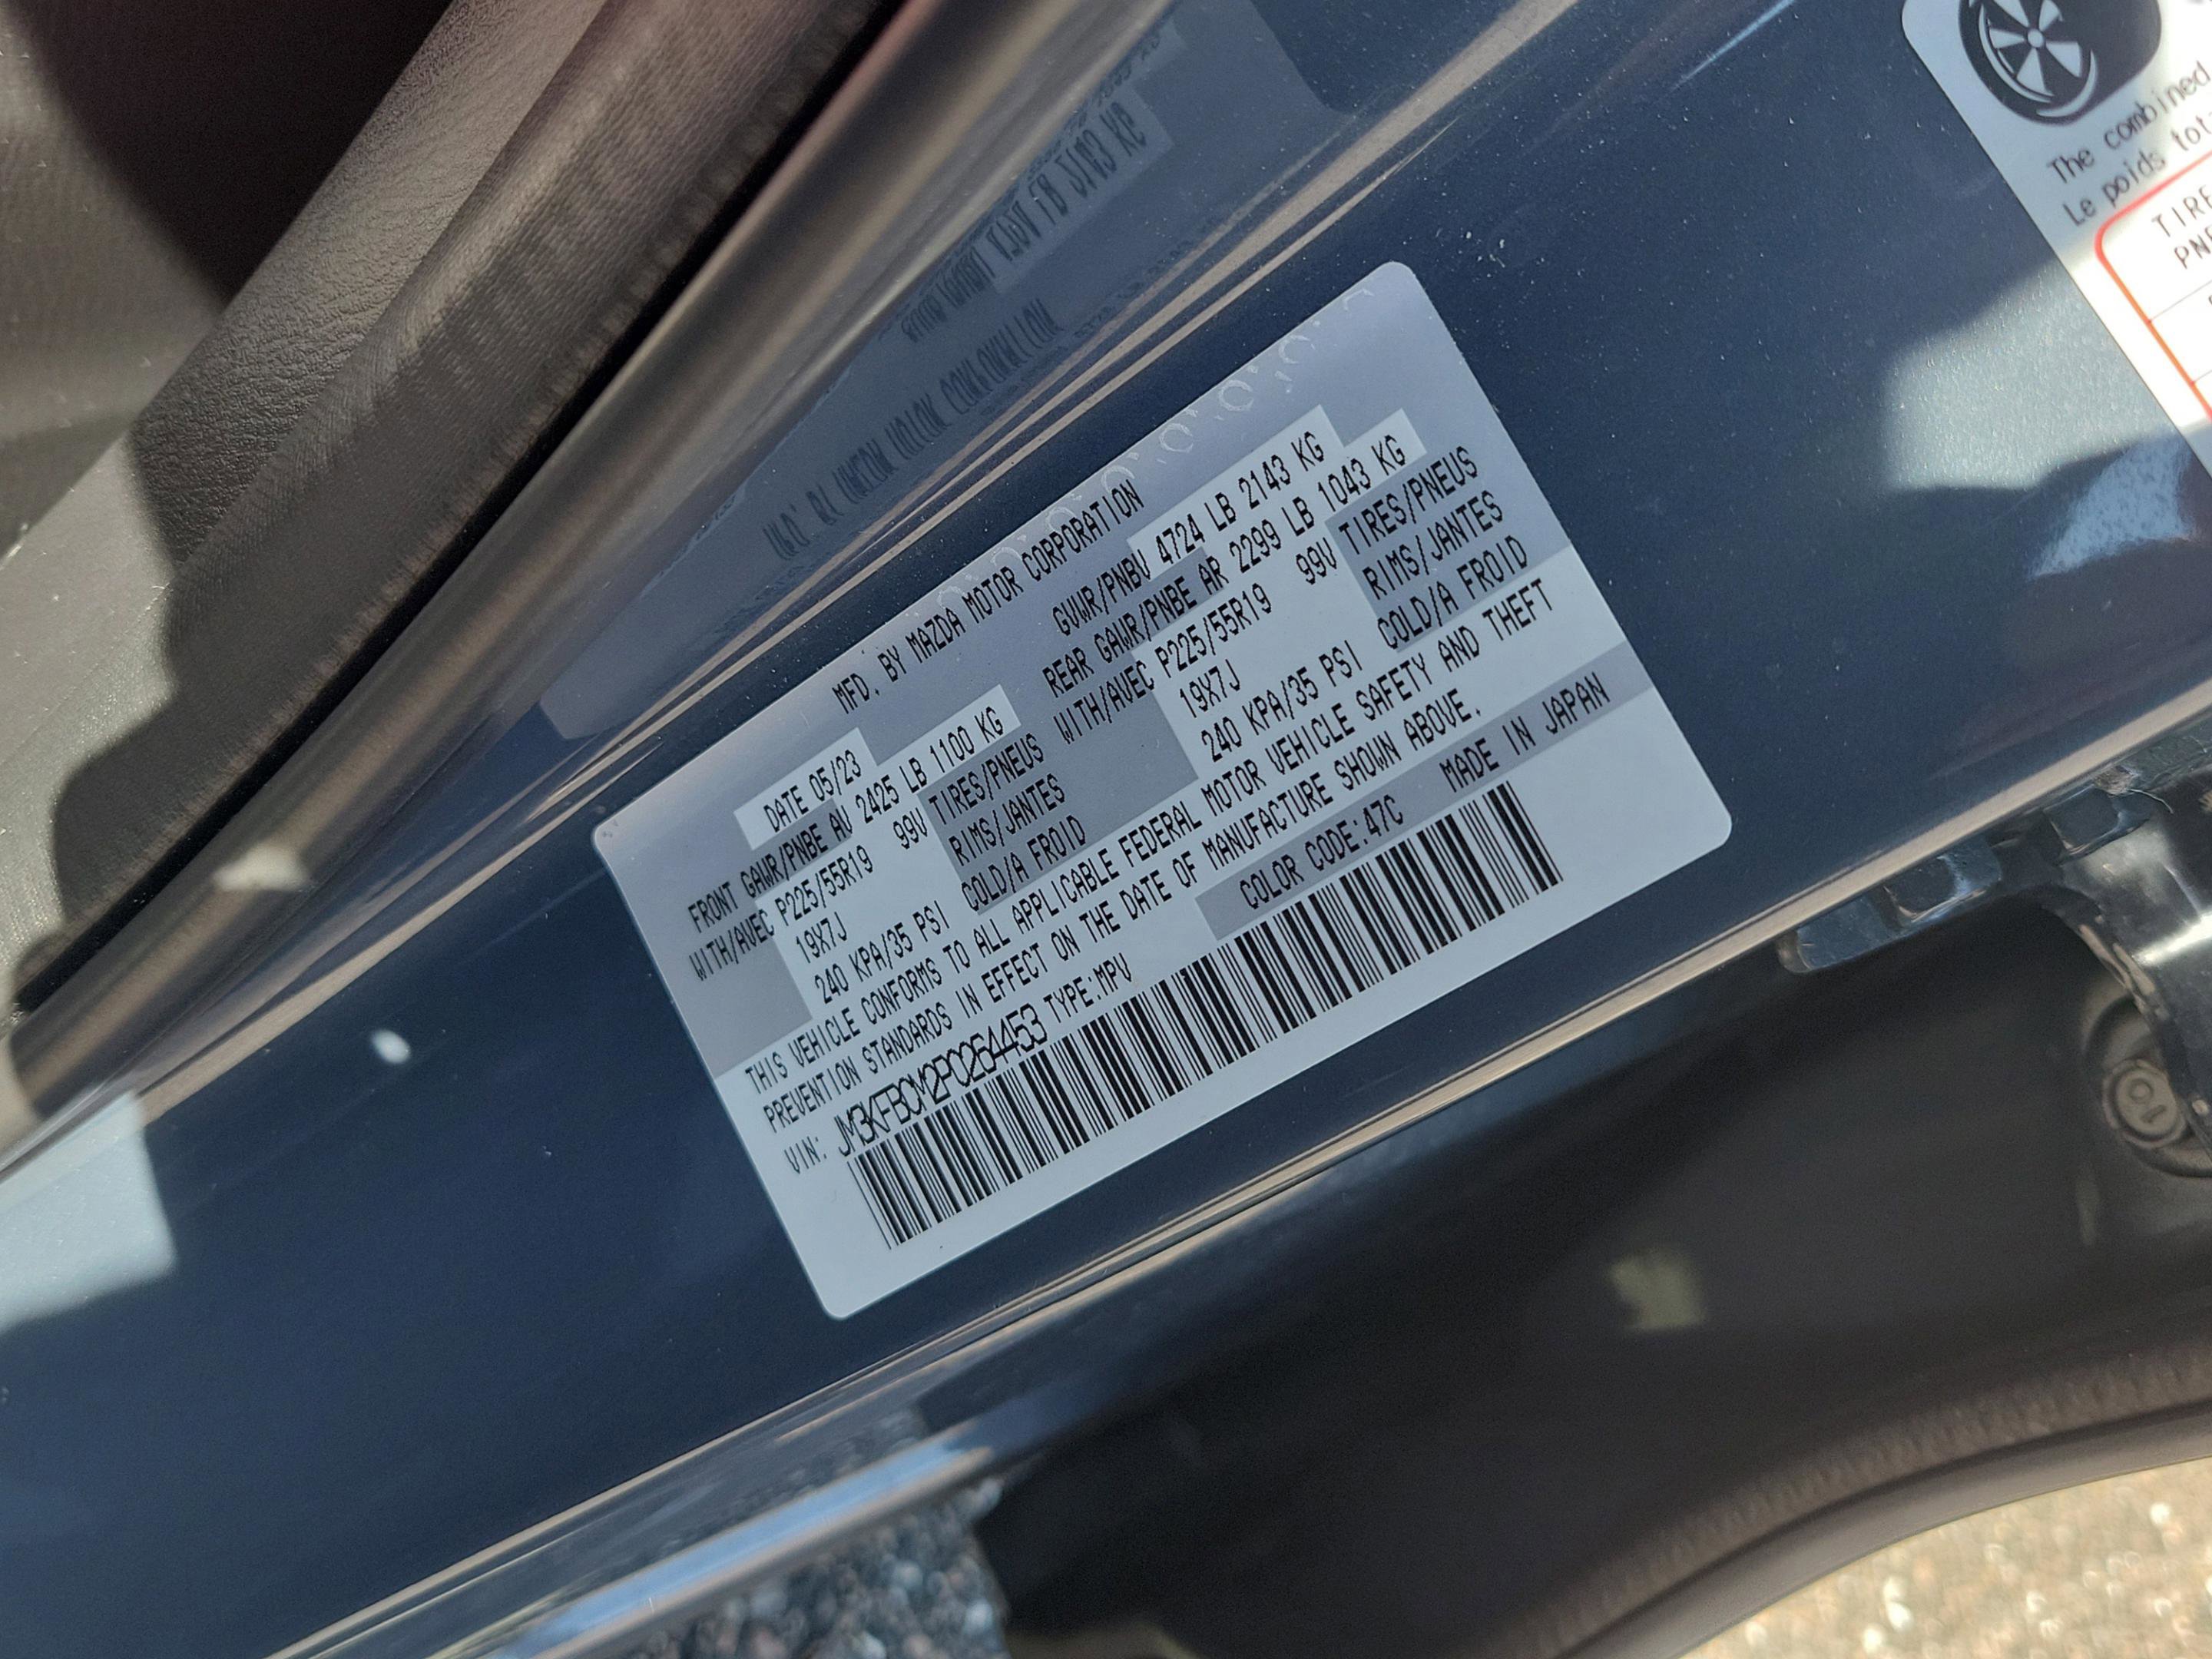 MFD. BY MAZDA MOTOR CORPORATION
DATE 05/23 GVWR/PNBV 4724 LB 2143 KG
FRONT GAWR/PNBE AV 2425 LB 1100 KG REAR GAWR/PNBE AR 2299 LB 1043 KG
WITH/AVEC P225/55R19 99V TIRES/PNEUS WITH/AVEC P225/55R19 99V TIRES/PNEUS
19X7J RIMS/JANTES 19X7J RIMS/JANTES
240 KPA/35 PSI COLD/A FROID 240 KPA/35 PSI COLD/A FROID
THIS VEHICLE CONFORMS TO ALL APPLICABLE FEDERAL MOTOR VEHICLE SAFETY AND THEFT
PREVENTION STANDARDS IN EFFECT ON THE DATE OF MANUFACTURE SHOWN ABOVE.
VIN: JM3KFBCM2P0254453 TYPE:MPV COLOR CODE:47C MADE IN JAPAN
The combined
Le poids
TIRE